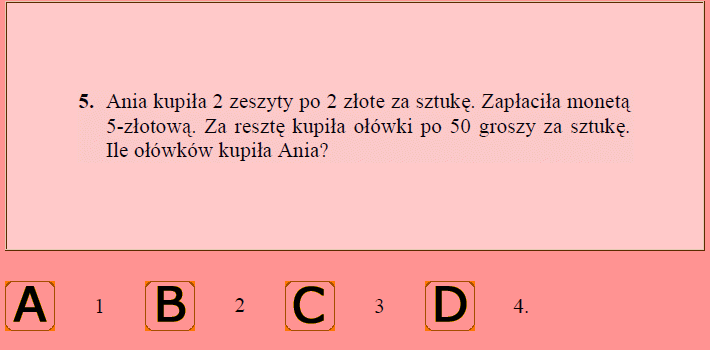 5. Ania kupiła 2 zeszyty po 2 złote za sztukę. Zapłaciła monetą
5-złotową. Za resztę kupiła ołówki po 50 groszy za sztukę.
Ile ołówków kupiła Ania?
A 1 B 2 C 3 D 4.